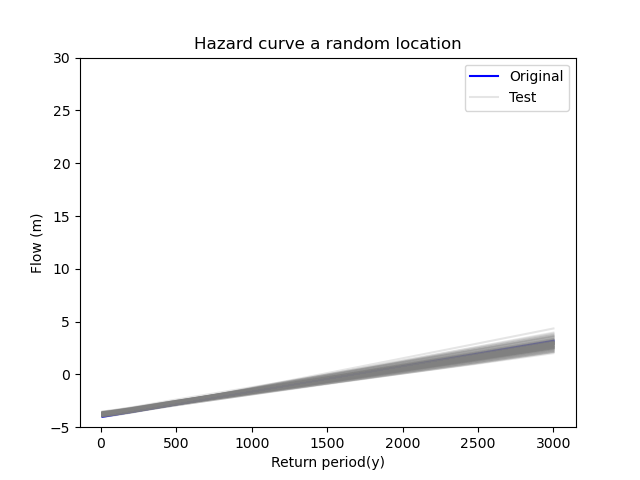 Hazard curve a random location
Original
Test
30
25
20
15
10
5
0
−5
Flow (m)
0 500 1000 1500 2000 2500 3000
Return period(y)